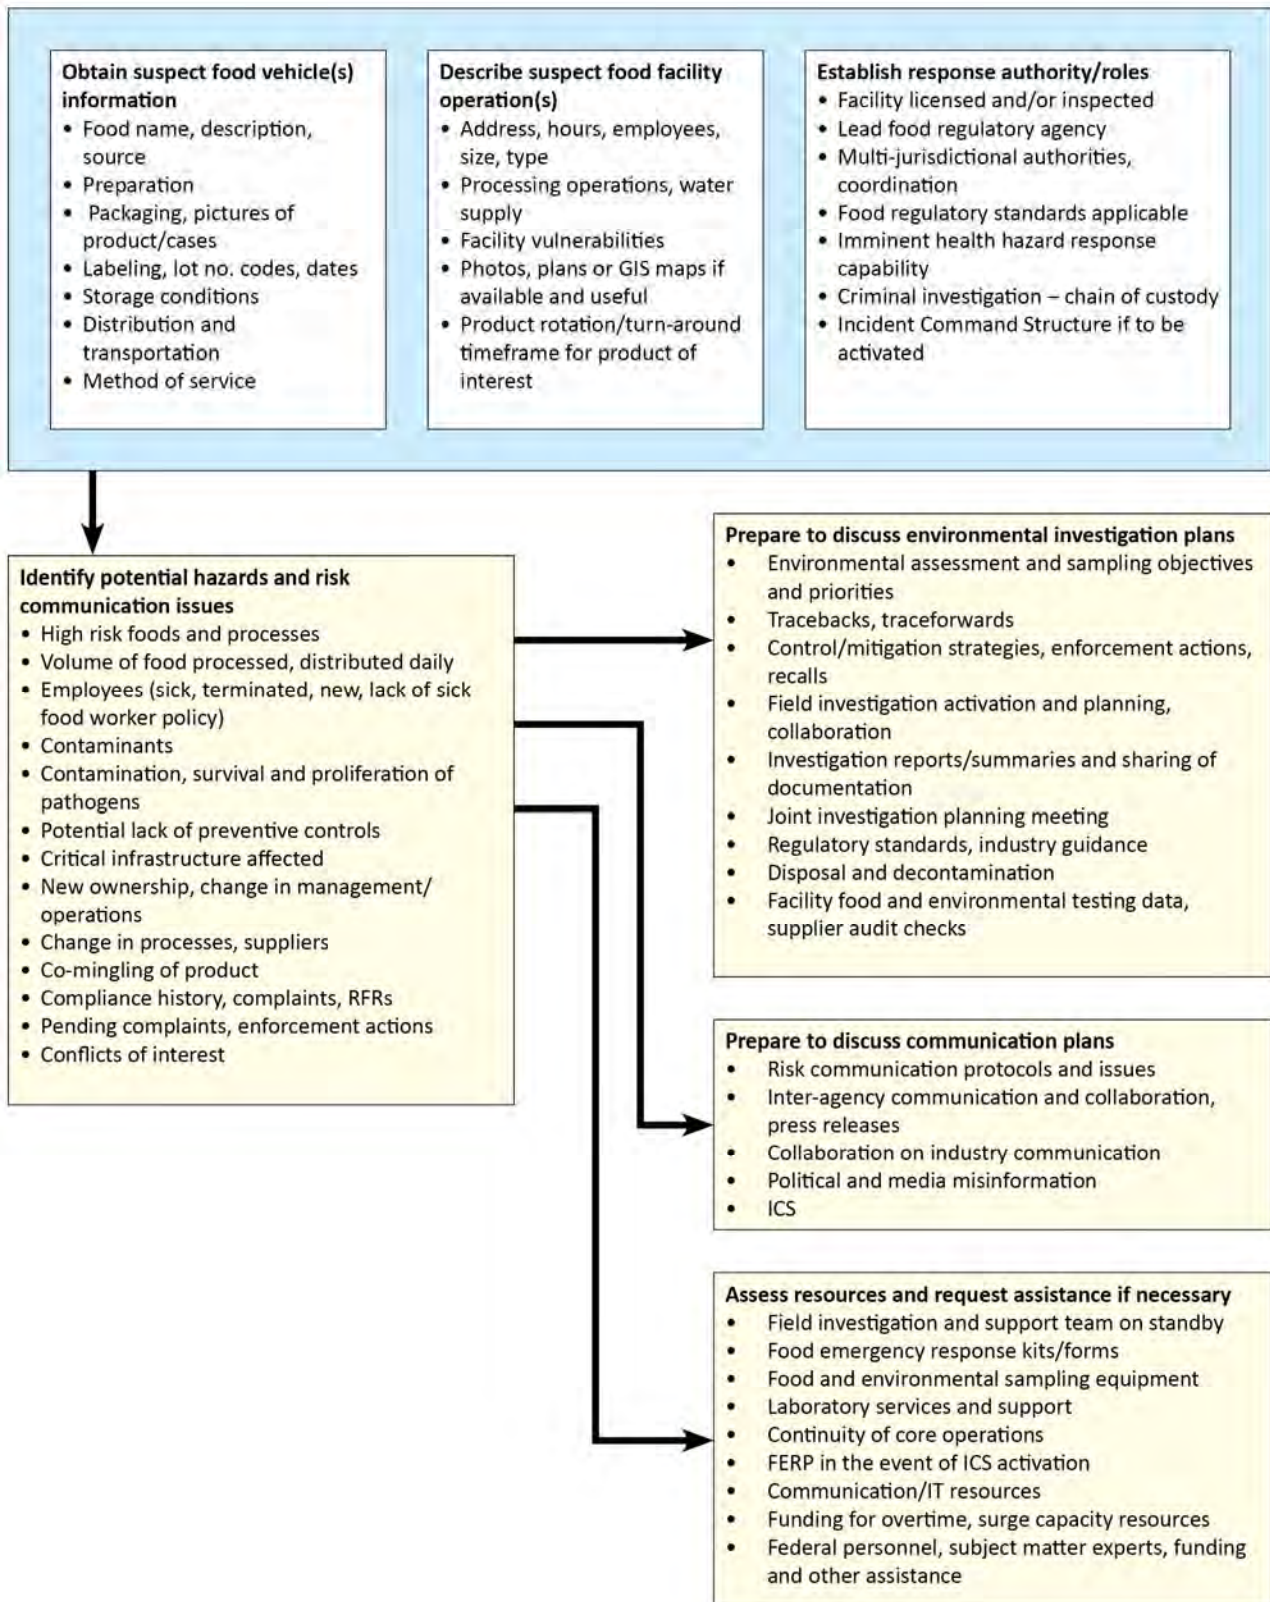 Obtain suspect food vehicle(s)
information
• Food name, description,
source
• Preparation
• Packaging, pictures of
product/cases
• Labeling, lot no. codes, dates
• Storage conditions
• Distribution and
transportation
• Method of service
Describe suspect food facility
operation(s)
• Address, hours, employees,
size, type
• Processing operations, water
supply
• Facility vulnerabilities
• Photos, plans or GIS maps if
available and useful
• Product rotation/turn-around
timeframe for product of
interest
Establish response authority/roles
• Facility licensed and/or inspected
• Lead food regulatory agency
• Multi-jurisdictional authorities,
coordination
• Food regulatory standards applicable
• Imminent health hazard response
capability
• Criminal investigation – chain of custody
• Incident Command Structure if to be
activated
Identify potential hazards and risk
communication issues
• High risk foods and processes
• Volume of food processed, distributed daily
• Employees (sick, terminated, new, lack of sick
food worker policy)
• Contaminants
• Contamination, survival and proliferation of
pathogens
• Potential lack of preventive controls
• Critical infrastructure affected
• New ownership, change in management/
operations
• Change in processes, suppliers
• Co-mingling of product
• Compliance history, complaints, RFRs
• Pending complaints, enforcement actions
• Conflicts of interest
Prepare to discuss environmental investigation plans
• Environmental assessment and sampling objectives
and priorities
• Tracebacks, traceforwards
• Control/mitigation strategies, enforcement actions,
recalls
• Field investigation activation and planning,
collaboration
• Investigation reports/summaries and sharing of
documentation
• Joint investigation planning meeting
• Regulatory standards, industry guidance
• Disposal and decontamination
• Facility food and environmental testing data,
supplier audit checks
Prepare to discuss communication plans
• Risk communication protocols and issues
• Inter-agency communication and collaboration,
press releases
• Collaboration on industry communication
• Political and media misinformation
• ICS
Assess resources and request assistance if necessary
• Field investigation and support team on standby
• Food emergency response kits/forms
• Food and environmental sampling equipment
• Laboratory services and support
• Continuity of core operations
• FERP in the event of ICS activation
• Communication/IT resources
• Funding for overtime, surge capacity resources
• Federal personnel, subject matter experts, funding
and other assistance